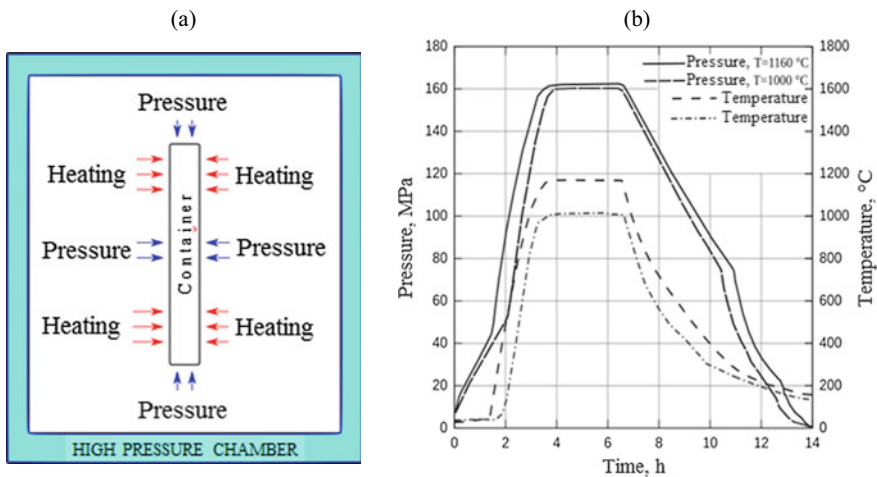 (a)
Pressure
Heating
Heating
Container
Pressure
Pressure
Heating
Heating
Pressure
HIGH PRESSURE CHAMBER
(b)
180
160
140
120
100
80
60
40
20
0
Pressure, MPa
Pressure, T=1160 °C
Pressure, T=1000 °C
Temperature
Temperature
1800
1600
1400
1200
1000
800
600
400
200
0
Temperature, °C
0 2 4 6 8 10 12 14
Time, h